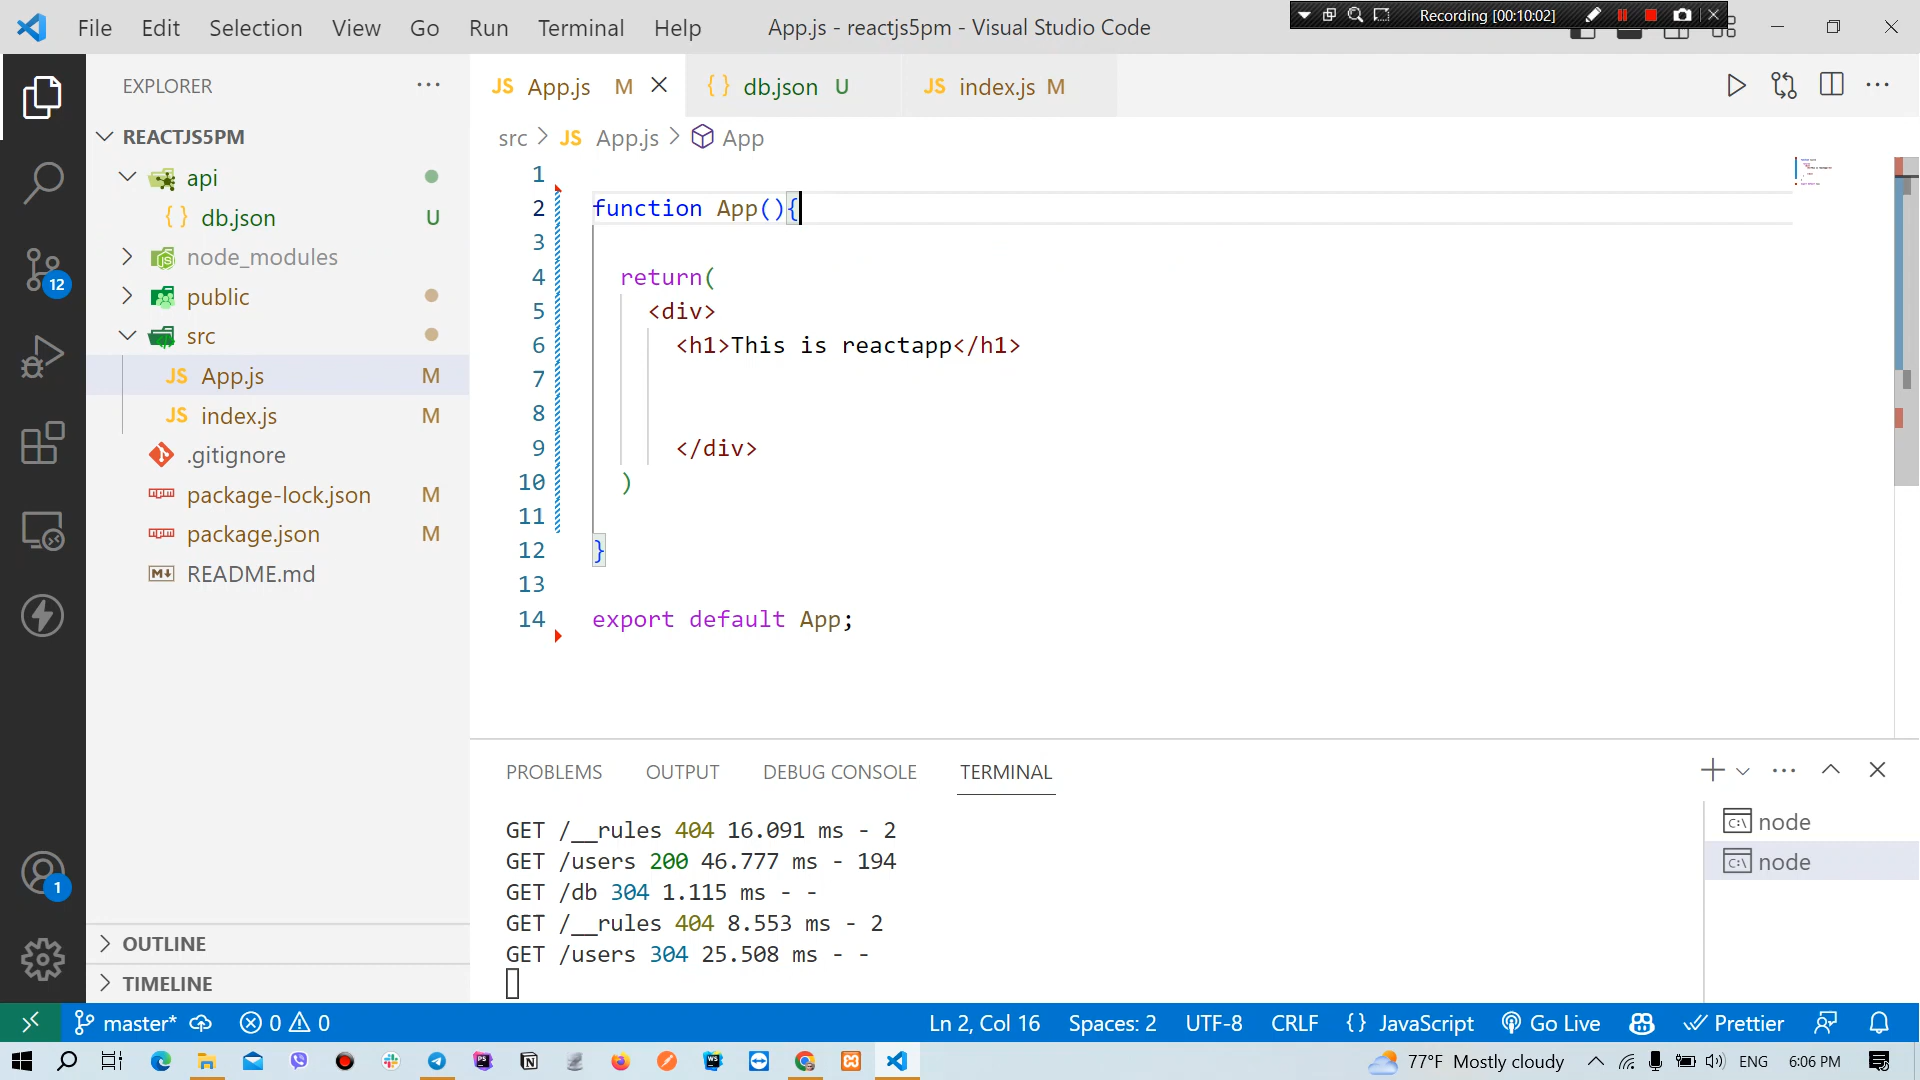 File Edit Selection View Go Run Terminal Help App.js - reactjs5pm - Visual Studio Code Recording [00:10:02]
EXPLORER
JS App.js M {} db.json U JS index.js M
REACTJS5PM
src > JS App.js > App
api
{} db.json U
node_modules
public
src
JS App.js M
JS index.js M
.gitignore
package-lock.json M
package.json M
README.md
12
1
OUTLINE
TIMELINE
1
2 function App(){
3
4 return(
5 <div>
6 <h1>This is reactapp</h1>
7
8
9 </div>
10 )
11
12 }
13
14 export default App;
PROBLEMS OUTPUT DEBUG CONSOLE TERMINAL
GET /__rules 404 16.091 ms - 2
GET /users 200 46.777 ms - 194
GET /db 304 1.115 ms - -
GET /__rules 404 8.553 ms - 2
GET /users 304 25.508 ms - -
node
node
master* 0 0 Ln 2, Col 16 Spaces: 2 UTF-8 CRLF {} JavaScript Go Live Prettier
77°F Mostly cloudy ENG 6:06 PM